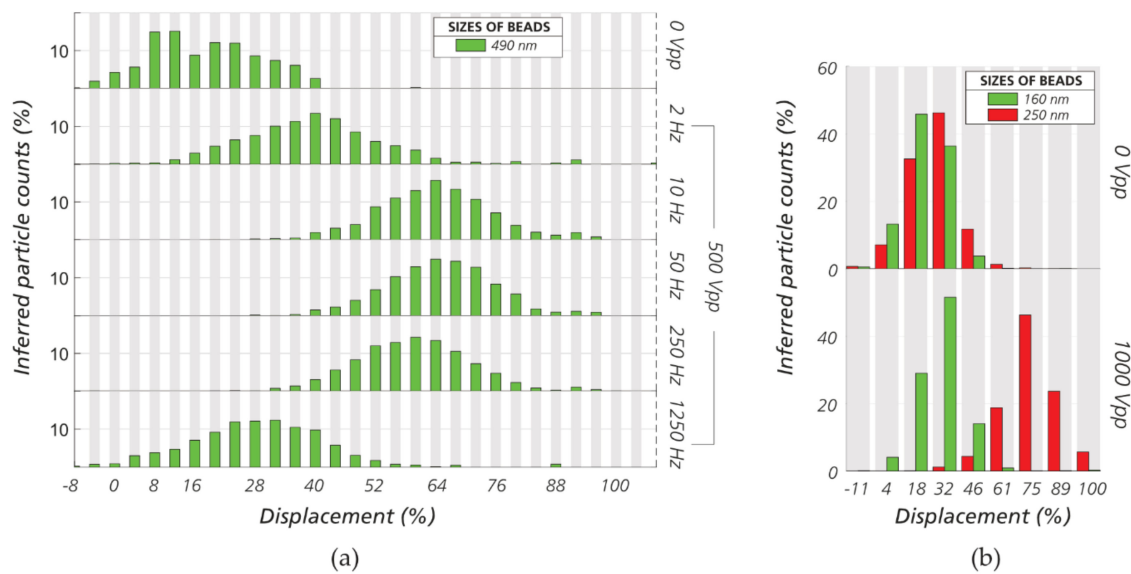 Inferred particle counts (%)
SIZES OF BEADS
490 nm
10
0 Vpp
10
2 Hz
10
10 Hz
10
50 Hz
10
250 Hz
10
1250 Hz
500 Vpp
-8 0 8 16 28 40 52 64 76 88 100
Displacement (%)
(a)
Inferred particle counts (%)
SIZES OF BEADS
160 nm
250 nm
60
40
20
0
0 Vpp
40
20
0
1000 Vpp
-11 4 18 32 46 61 75 89 100
Displacement (%)
(b)